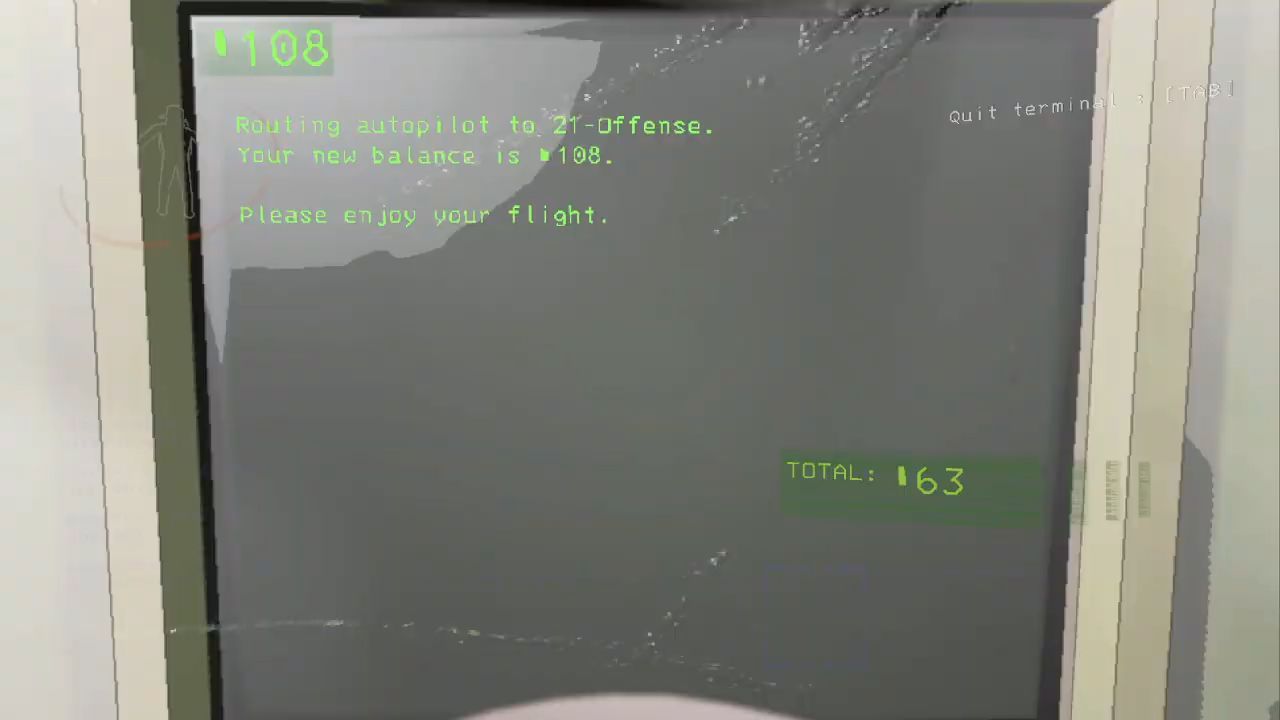 ▮108
Quit terminal : [TAB]
Routing autopilot to 21-Offense.
Your new balance is ▮108.
Please enjoy your flight.
TOTAL: ▮63